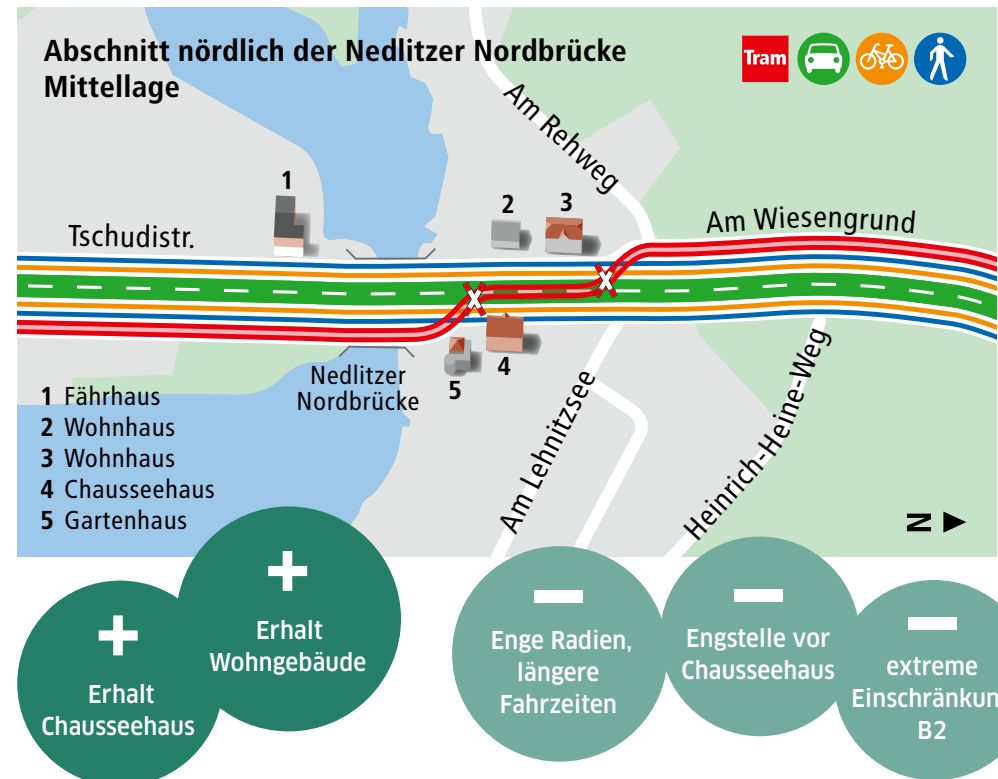 Abschnitt nördlich der Nedlitzer Nordbrücke
Mittellage
Tram
Am Rehweg
1
2
3
Tschudistr.
Am Wiesengrund
Nedlitzer
Nordbrücke
5
4
Am Lehnitzsee
Heinrich-Heine-Weg
1 Fährhaus
2 Wohnhaus
3 Wohnhaus
4 Chausseehaus
5 Gartenhaus
N
+
Erhalt
Chausseehaus
+
Erhalt
Wohngebäude
–
Enge Radien,
längere
Fahrzeiten
–
Engstelle vor
Chausseehaus
–
extreme
Einschränkun
B2